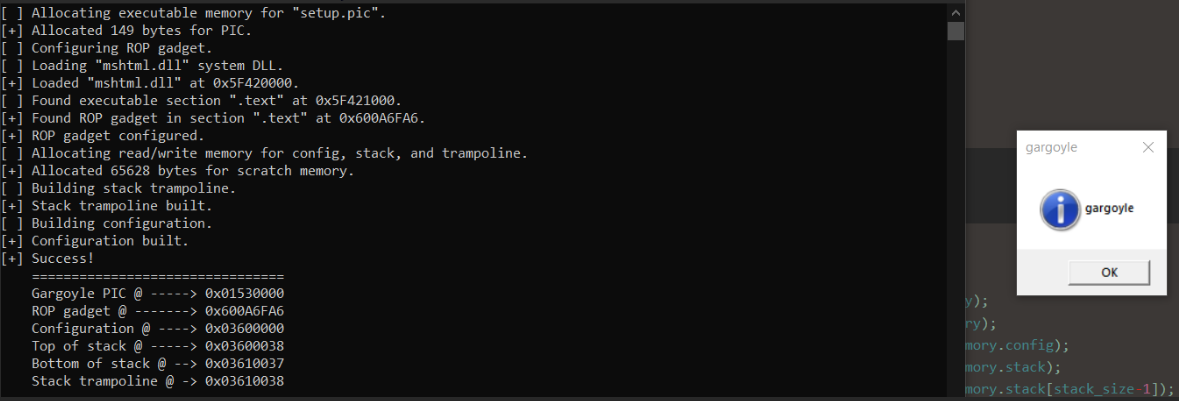 [ ] Allocating executable memory for "setup.pic".
[+] Allocated 149 bytes for PIC.
[ ] Configuring ROP gadget.
[ ] Loading "mshtml.dll" system DLL.
[+] Loaded "mshtml.dll" at 0x5F420000.
[ ] Found executable section ".text" at 0x5F421000.
[+] Found ROP gadget in section ".text" at 0x600A6FA6.
[+] ROP gadget configured.
[ ] Allocating read/write memory for config, stack, and trampoline.
[+] Allocated 65628 bytes for scratch memory.
[ ] Building stack trampoline.
[+] Stack trampoline built.
[ ] Building configuration.
[+] Configuration built.
[+] Success!
================================
Gargoyle PIC @ -----> 0x01530000
ROP gadget @ -------> 0x600A6FA6
Configuration @ ----> 0x03600000
Top of stack @ -----> 0x03600038
Bottom of stack @ --> 0x03610037
Stack trampoline @ -> 0x03610038
gargoyle
gargoyle
OK
y);
ry);
mory.config);
mory.stack);
mory.stack[stack_size-1]);